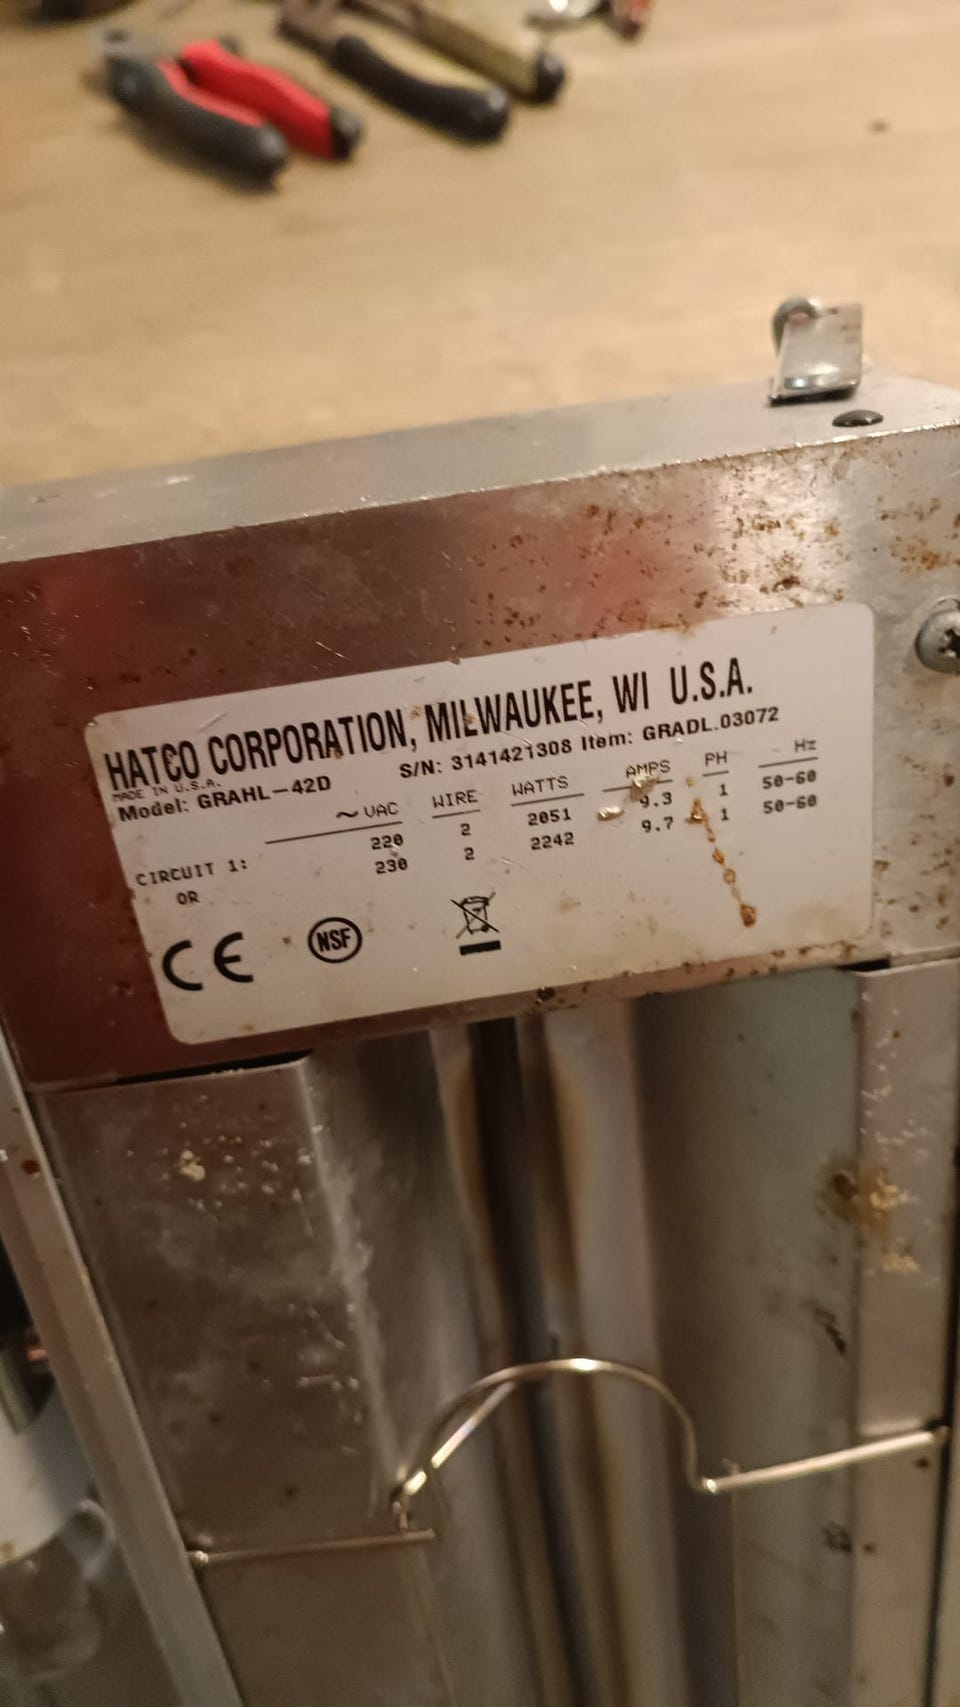 HATCO CORPORATION, MILWAUKEE, WI U.S.A.
MADE IN U.S.A.
Model: GRAHL-42D S/N: 3141421308 Item: GRADL.03072
~ VAC WIRE WATTS AMPS PH Hz
CIRCUIT 1: 220 2 2051 9.3 1 50-60
OR 230 2 2242 9.7 1 50-60
CE NSF